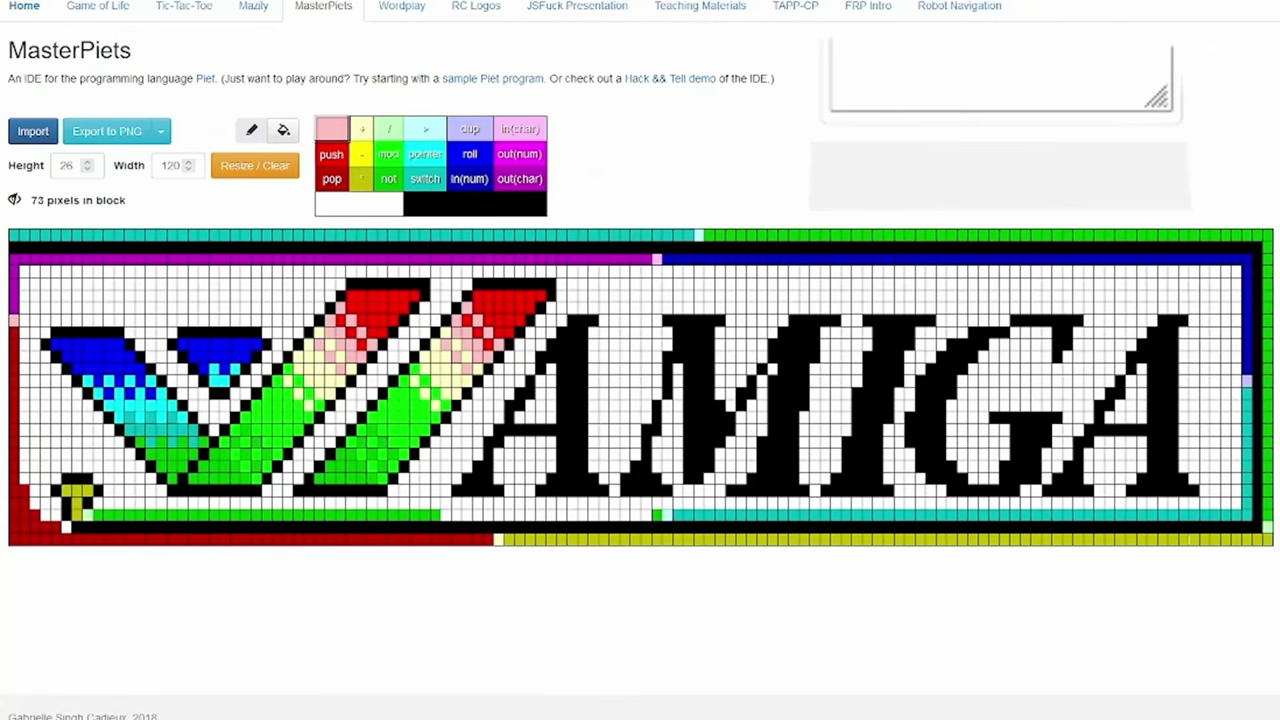 Home Game of Life Tic-Tac-Toe Mazily MasterPiets Wordplay RC Logos JSFuck Presentation Teaching Materials TAPP-CP FRP Intro Robot Navigation
MasterPiets
An IDE for the programming language Piet. (Just want to play around? Try starting with a sample Piet program. Or check out a Hack && Tell demo of the IDE.)
Import Export to PNG
+ / > dup in(char)
push - mod pointer roll out(num)
Height 26 Width 120 Resize / Clear
pop * not switch in(num) out(char)
73 pixels in block
AMIGA
Gabrielle Singh Cadieux, 2018